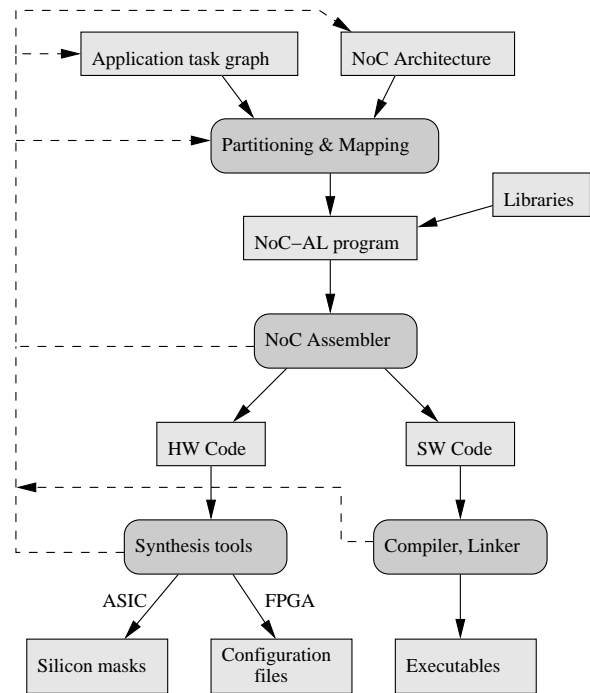 Application task graph
NoC Architecture
Partitioning & Mapping
Libraries
NoC−AL program
NoC Assembler
HW Code
SW Code
Synthesis tools
Compiler, Linker
ASIC
FPGA
Silicon masks
Configuration
files
Executables